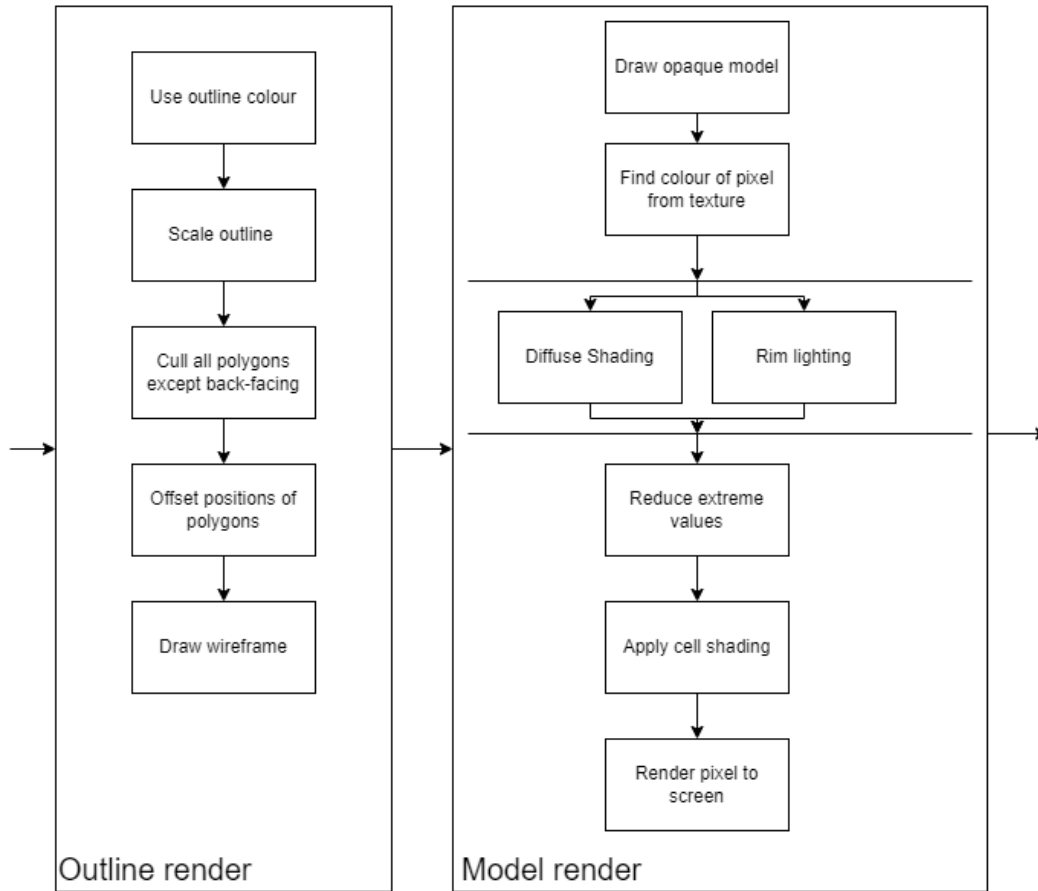 Use outline colour
Scale outline
Cull all polygons
except back-facing
Offset positions of
polygons
Draw wireframe
Outline render
Draw opaque model
Find colour of pixel
from texture
Diffuse Shading
Rim lighting
Reduce extreme
values
Apply cell shading
Render pixel to
screen
Model render